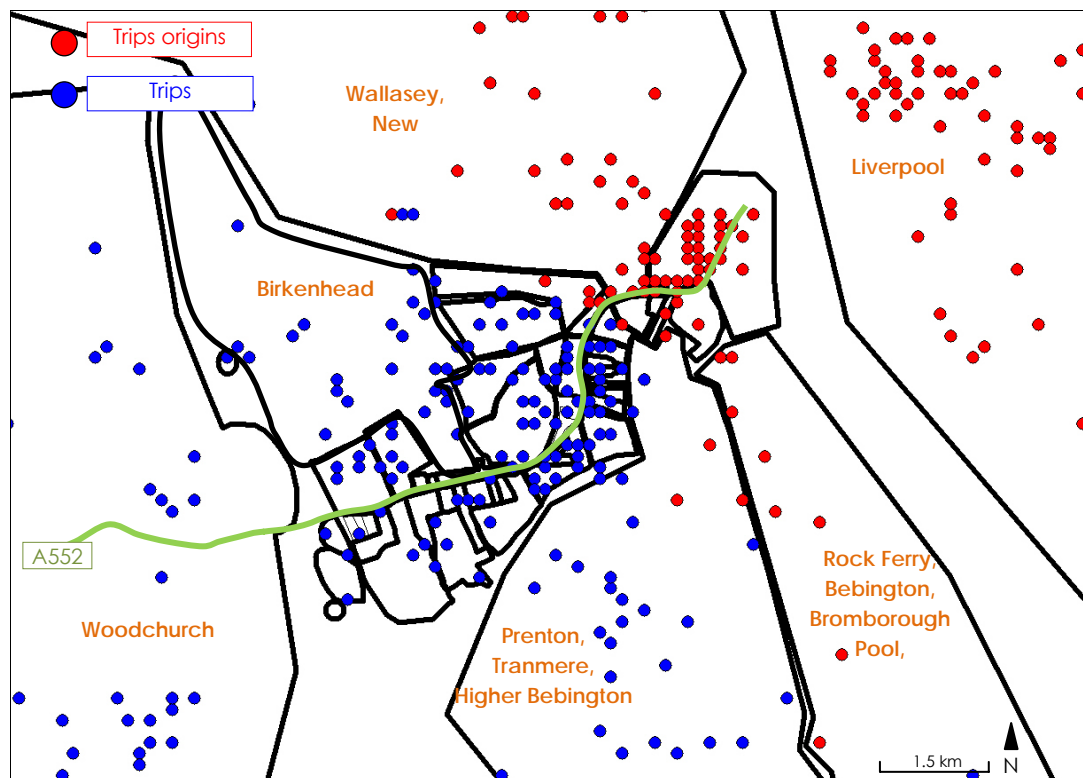 Trips origins
Trips
Wallasey,
New
Liverpool
Birkenhead
A552
Woodchurch
Prenton,
Tranmere,
Higher Bebington
Rock Ferry,
Bebington,
Bromborough
Pool,
1.5 km
N